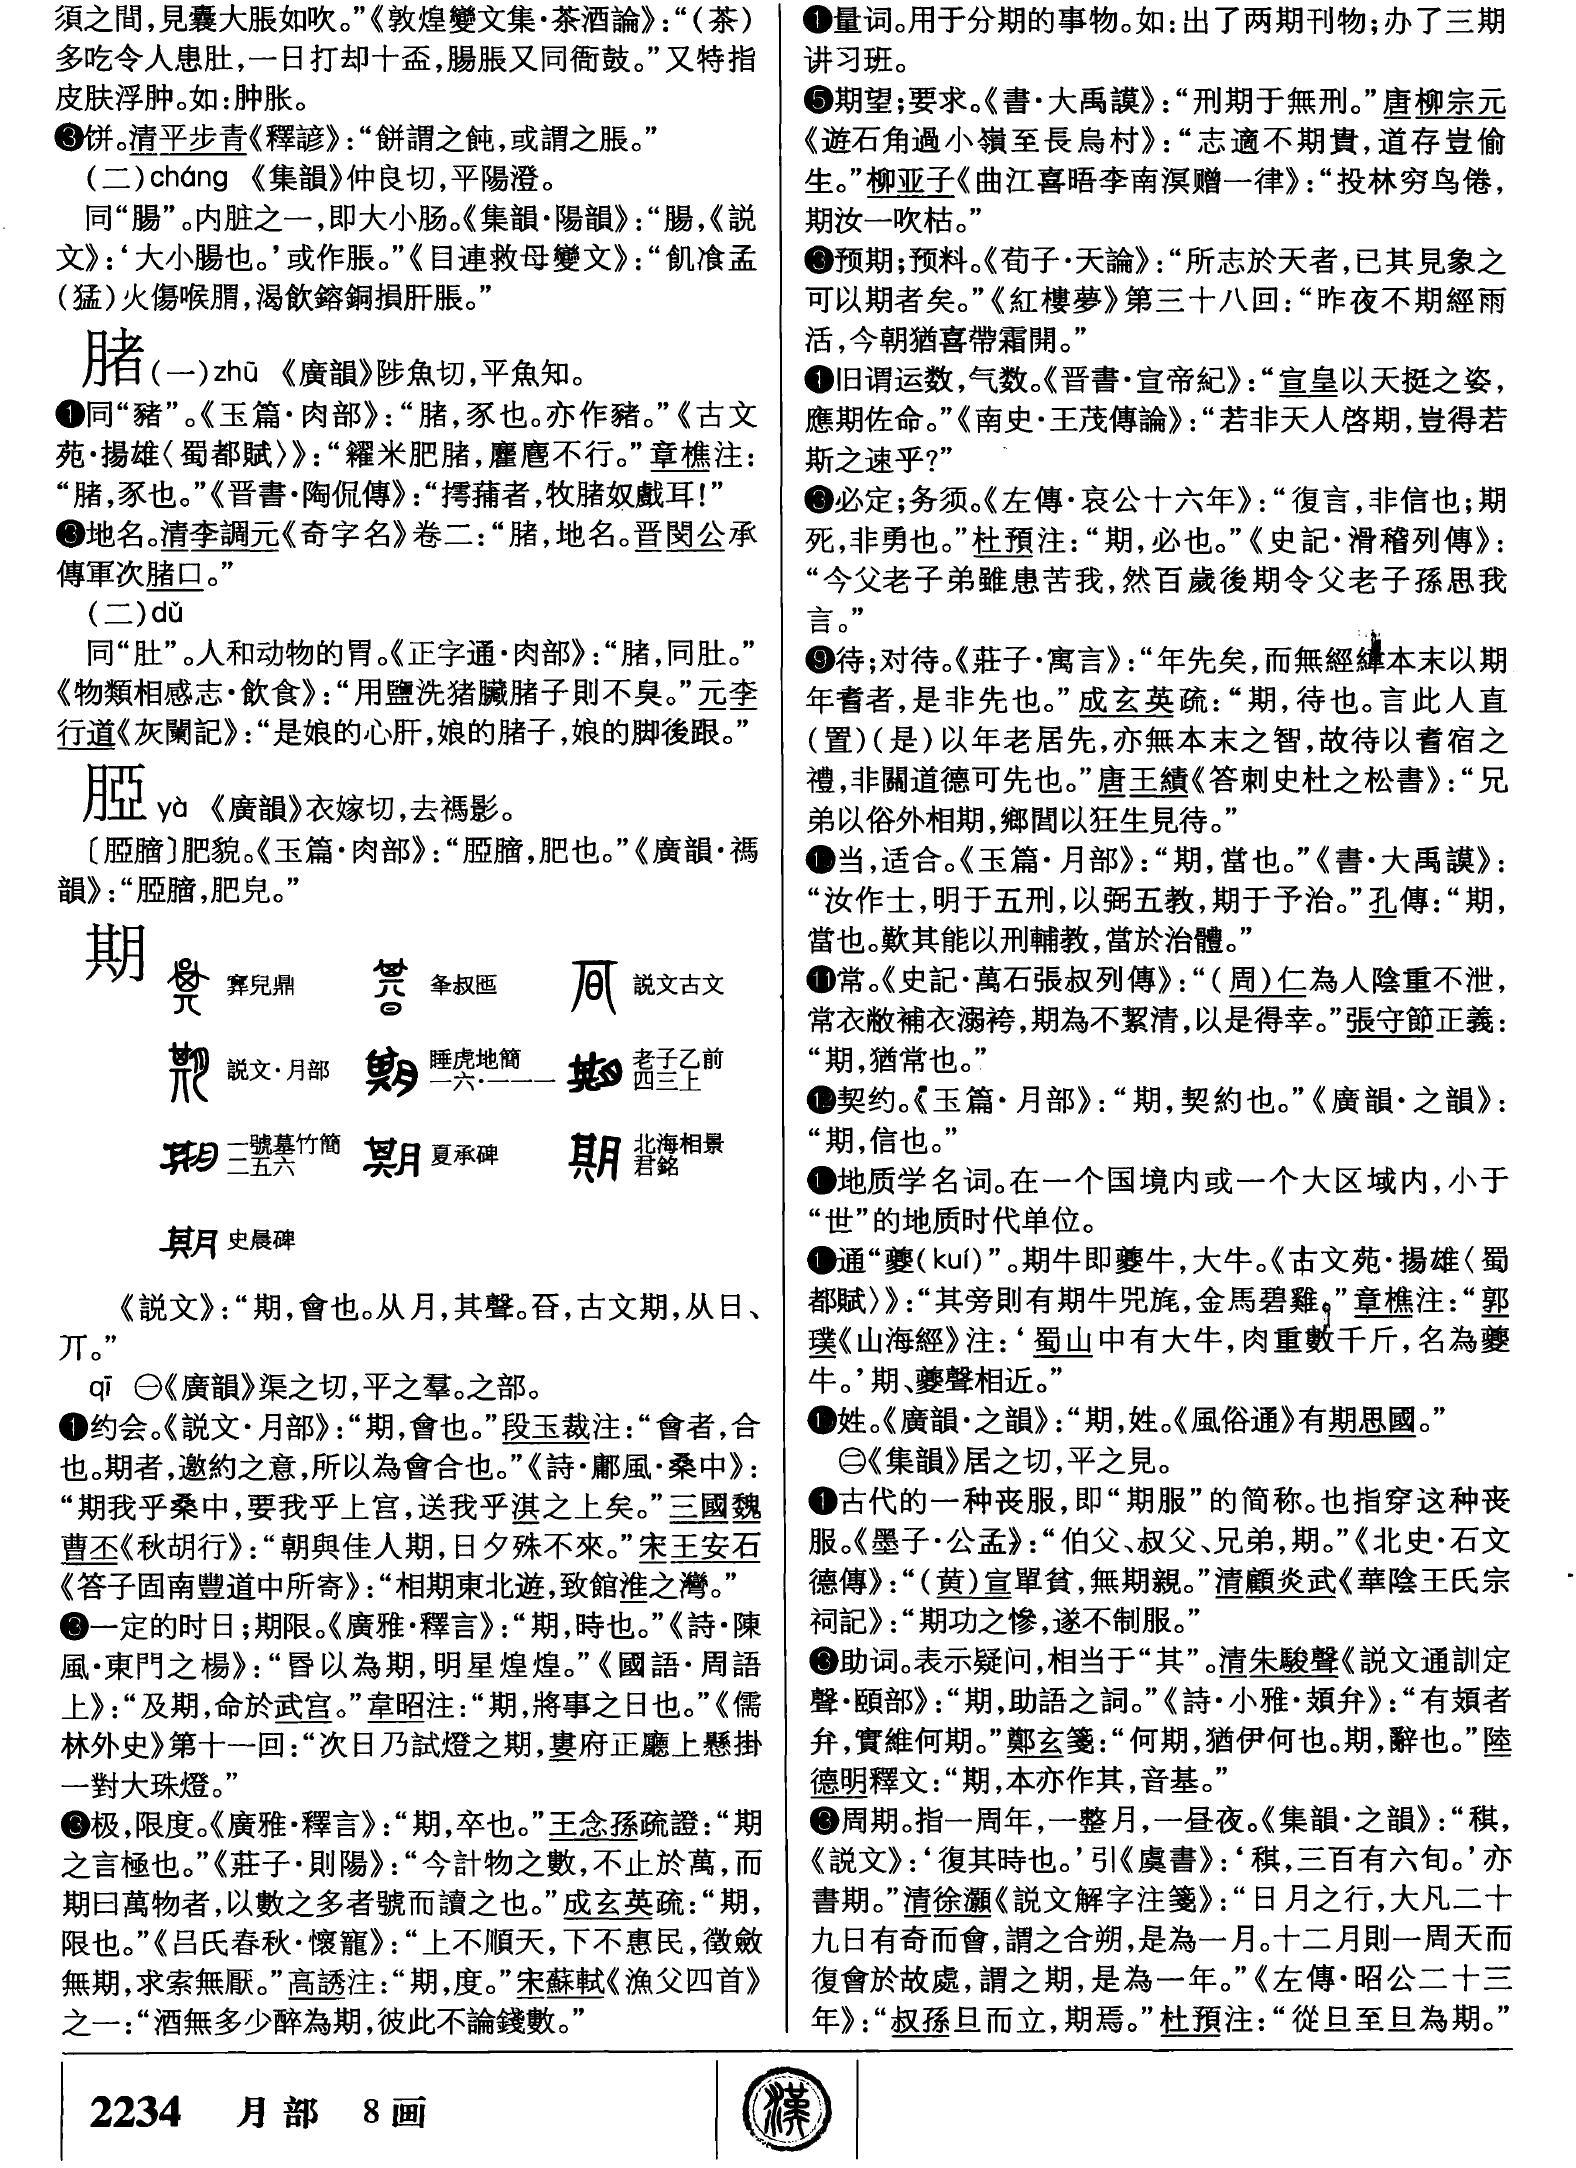 須之間，見囊大脹如吹。”《敦煌變文集·茶酒論》：“（茶）
多吃令人患肚，一日打却十盃，腸脹又同衙鼓。”又特指
皮肤浮肿。如：肿胀。
❸饼。清平步青《釋諺》：“餅謂之飩，或謂之脹。”
（二）cháng 《集韻》仲良切，平陽澄。
同“腸”。内脏之一，即大小肠。《集韻·陽韻》：“腸，《説
文》：‘大小腸也。’或作脹。”《目連救母變文》：“飢飡孟
（猛）火傷喉䐃，渴飲鎔銅損肝脹。”
䐗（一）zhū 《廣韻》陟魚切，平魚知。
❶同“豬”。《玉篇·肉部》：“䐗，豕也。亦作豬。”《古文
苑·揚雄〈蜀都賦〉》：“糴米肥䐗，麈麀不行。”章樵注：
“䐗，豕也。”《晋書·陶侃傳》：“摴蒱者，牧䐗奴戲耳！”
❸地名。清李調元《奇字名》卷二：“䐗，地名。晋閔公承
傳軍次䐗口。”
（二）dǔ
同“肚”。人和动物的胃。《正字通·肉部》：“䐗，同肚。”
《物類相感志·飲食》：“用鹽洗猪臟䐗子則不臭。”元李
行道《灰闌記》：“是娘的心肝，娘的䐗子，娘的脚後跟。”
䅉 yà 《廣韻》衣嫁切，去禡影。
肥貌。《玉篇·肉部》：“肥也。”《廣韻·禡
韻》：“肥皃。”
期
寏兒鼎 夆叔匜 説文古文
説文·月部 睡虎地簡一六·一一一 老子乙前四三上
一號墓竹簡二五六 夏承碑 北海相景君銘
史晨碑
《説文》：“期，會也。从月，其聲。𣅆，古文期，从日、
丌。”
qī ㊀《廣韻》渠之切，平之羣。之部。
❶约会。《説文·月部》：“期，會也。”段玉裁注：“會者，合
也。期者，邀約之意，所以為會合也。”《詩·鄘風·桑中》：
“期我乎桑中，要我乎上宫，送我乎淇之上矣。”三國魏
曹丕《秋胡行》：“朝與佳人期，日夕殊不來。”宋王安石
《答子固南豐道中所寄》：“相期東北遊，致館淮之灣。”
❸一定的时日；期限。《廣雅·釋言》：“期，時也。”《詩·陳
風·東門之楊》：“昏以為期，明星煌煌。”《國語·周語
上》：“及期，命於武宫。”韋昭注：“期，將事之日也。”《儒
林外史》第十一回：“次日乃試燈之期，婁府正廳上懸掛
一對大珠燈。”
❸极，限度。《廣雅·釋言》：“期，卒也。”王念孫疏證：“期
之言極也。”《莊子·則陽》：“今計物之數，不止於萬，而
期曰萬物者，以數之多者號而讀之也。”成玄英疏：“期，
限也。”《吕氏春秋·懷寵》：“上不順天，下不惠民，徵斂
無期，求索無厭。”高誘注：“期，度。”宋蘇軾《漁父四首》
之一：“酒無多少醉為期，彼此不論錢數。”
❶量词。用于分期的事物。如：出了两期刊物；办了三期
讲习班。
❺期望；要求。《書·大禹謨》：“刑期于無刑。”唐柳宗元
《遊石角過小嶺至長烏村》：“志適不期貴，道存豈偷
生。”柳亚子《曲江喜晤李南溟赠一律》：“投林穷鸟倦，
期汝一吹枯。”
❸预期；预料。《荀子·天論》：“所志於天者，已其見象之
可以期者矣。”《紅樓夢》第三十八回：“昨夜不期經雨
活，今朝猶喜帶霜開。”
❶旧谓运数，气数。《晋書·宣帝紀》：“宣皇以天挺之姿，
應期佐命。”《南史·王茂傳論》：“若非天人啓期，豈得若
斯之速乎？”
❸必定；务须。《左傳·哀公十六年》：“復言，非信也；期
死，非勇也。”杜預注：“期，必也。”《史記·滑稽列傳》：
“今父老子弟雖患苦我，然百歲後期令父老子孫思我
言。”
❾待；对待。《莊子·寓言》：“年先矣，而無經緯本末以期
年耆者，是非先也。”成玄英疏：“期，待也。言此人直
（置）（是）以年老居先，亦無本末之智，故待以耆宿之
禮，非關道德可先也。”唐王績《答刺史杜之松書》：“兄
弟以俗外相期，鄉閭以狂生見待。”
❶当，适合。《玉篇·月部》：“期，當也。”《書·大禹謨》：
“汝作士，明于五刑，以弼五教，期于予治。”孔傳：“期，
當也。歎其能以刑輔教，當於治體。”
⓫常。《史記·萬石張叔列傳》：“（周）仁為人陰重不泄，
常衣敝補衣溺袴，期為不絜清，以是得幸。”張守節正義：
“期，猶常也。”
⓬契约。《玉篇·月部》：“期，契約也。”《廣韻·之韻》：
“期，信也。”
❶地质学名词。在一个国境内或一个大区域内，小于
“世”的地质时代单位。
❶通“夔（kuí）”。期牛即夔牛，大牛。《古文苑·揚雄〈蜀
都賦〉》：“其旁則有期牛兕旄，金馬碧雞。”章樵注：“郭
璞《山海經》注：‘蜀山中有大牛，肉重數千斤，名為夔
牛。’期、夔聲相近。”
❶姓。《廣韻·之韻》：“期，姓。《風俗通》有期思國。”
㊁《集韻》居之切，平之見。
❶古代的一种丧服，即“期服”的简称。也指穿这种丧
服。《墨子·公孟》：“伯父、叔父、兄弟，期。”《北史·石文
德傳》：“（黄）宣單貧，無期親。”清顧炎武《華陰王氏宗
祠記》：“期功之慘，遂不制服。”
❸助词。表示疑问，相当于“其”。清朱駿聲《説文通訓定
聲·頤部》：“期，助語之詞。”《詩·小雅·頍弁》：“有頍者
弁，實維何期。”鄭玄箋：“何期，猶伊何也。期，辭也。”陸
德明釋文：“期，本亦作其，音基。”
❸周期。指一周年，一整月，一昼夜。《集韻·之韻》：“稘，
《説文》：‘復其時也。’引《虞書》：‘稘，三百有六旬。’亦
書期。”清徐灝《説文解字注箋》：“日月之行，大凡二十
九日有奇而會，謂之合朔，是為一月。十二月則一周天而
復會於故處，謂之期，是為一年。”《左傳·昭公二十三
年》：“叔孫旦而立，期焉。”杜預注：“從旦至旦為期。”
2234 月部 8画
漢